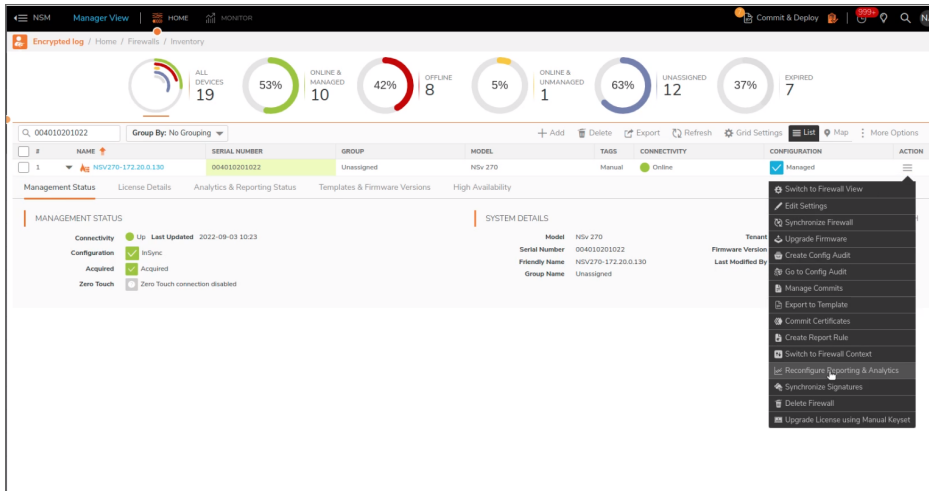 NSM Manager View HOME MONITOR Commit & Deploy 999+
Encrypted log / Home / Firewalls / Inventory
ALL DEVICES 19
53% ONLINE & MANAGED 10
42% OFFLINE 8
5% ONLINE & UNMANAGED 1
63% UNASSIGNED 12
37% EXPIRED 7
004010201022 Group By: No Grouping Add Delete Export Refresh Grid Settings List Map More Options
# NAME SERIAL NUMBER GROUP MODEL TAGS CONNECTIVITY CONFIGURATION ACTION
1 NSV270-172.20.0.130 004010201022 Unassigned NSv 270 Manual Online Managed
Management Status License Details Analytics & Reporting Status Templates & Firmware Versions High Availability
MANAGEMENT STATUS
Connectivity Up Last Updated 2022-09-03 10:23
Configuration InSync
Acquired Acquired
Zero Touch Zero Touch connection disabled
SYSTEM DETAILS
Model NSv 270 Tenant
Serial Number 004010201022 Firmware Version
Friendly Name NSV270-172.20.0.130 Last Modified By
Group Name Unassigned
Switch to Firewall View
Edit Settings
Synchronize Firewall
Upgrade Firmware
Create Config Audit
Go to Config Audit
Manage Commits
Export to Template
Commit Certificates
Create Report Rule
Switch to Firewall Context
Reconfigure Reporting & Analytics
Synchronize Signatures
Delete Firewall
Upgrade License using Manual Keyset